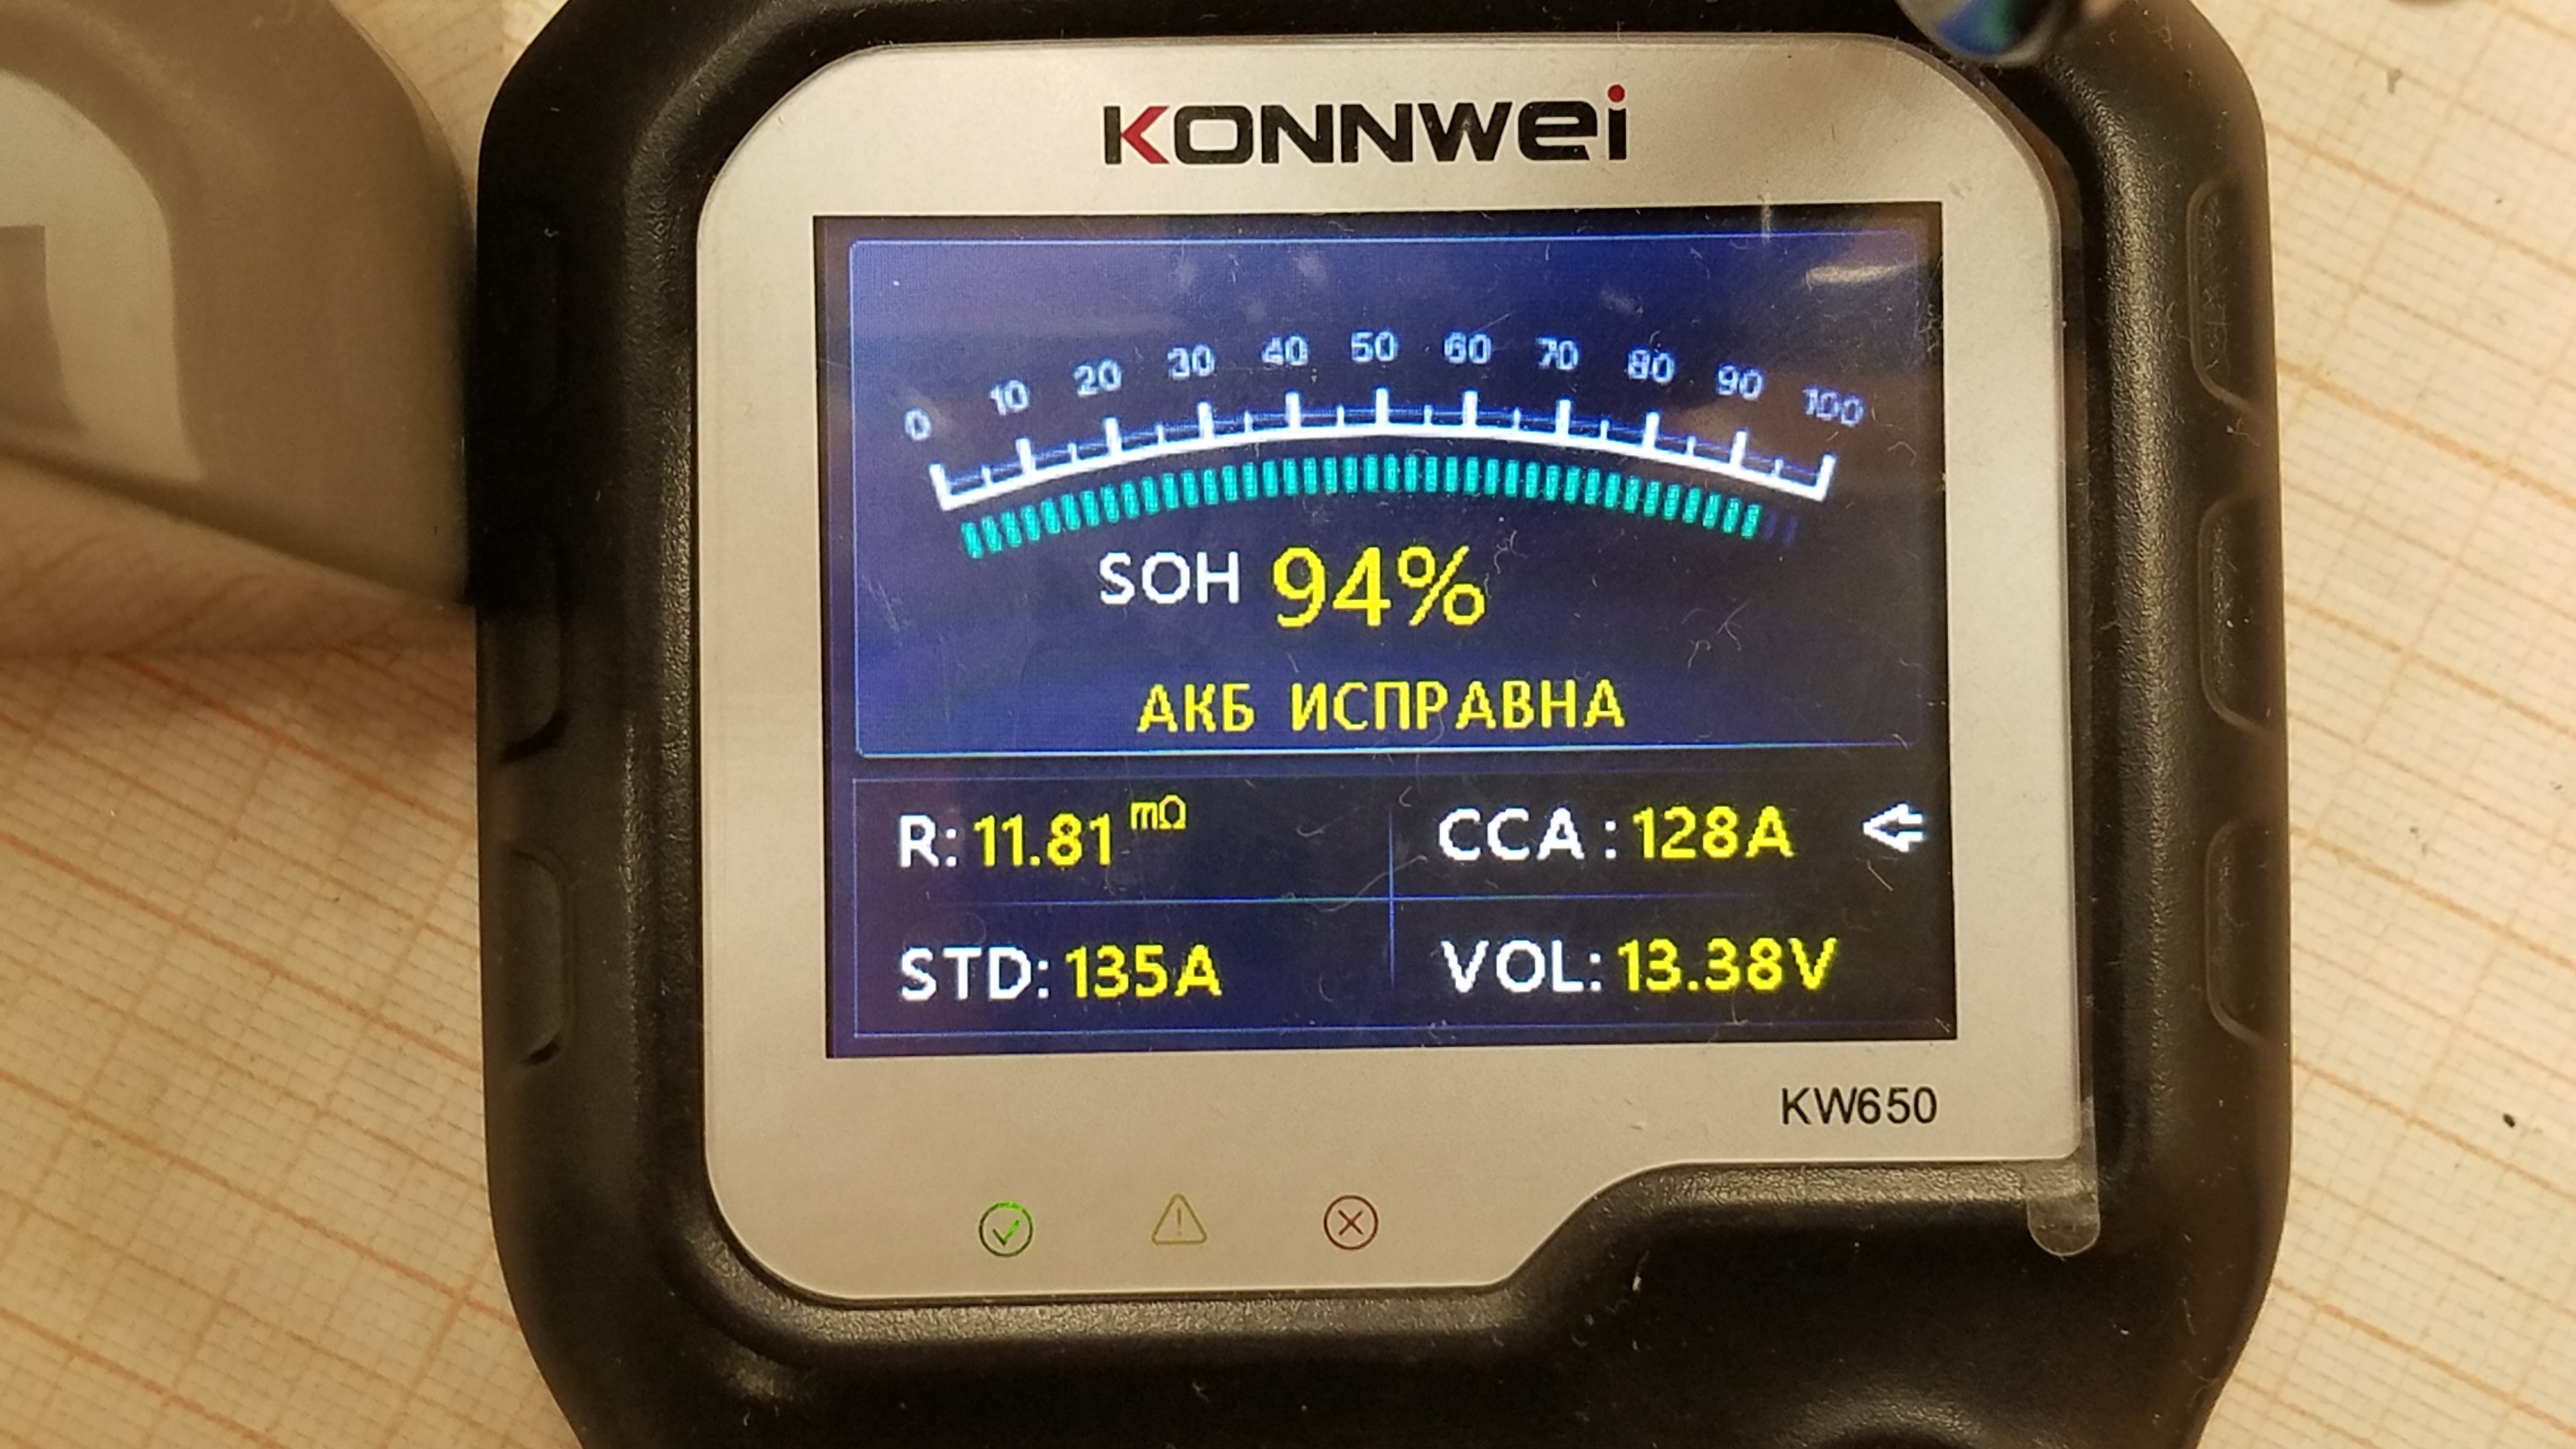 KONNWEI
0 10 20 30 40 50 60 70 80 90 100
SOH 94%
АКБ ИСПРАВНА
R: 11.81 mΩ
CCA : 128A
STD: 135A
VOL: 13.38V
KW650